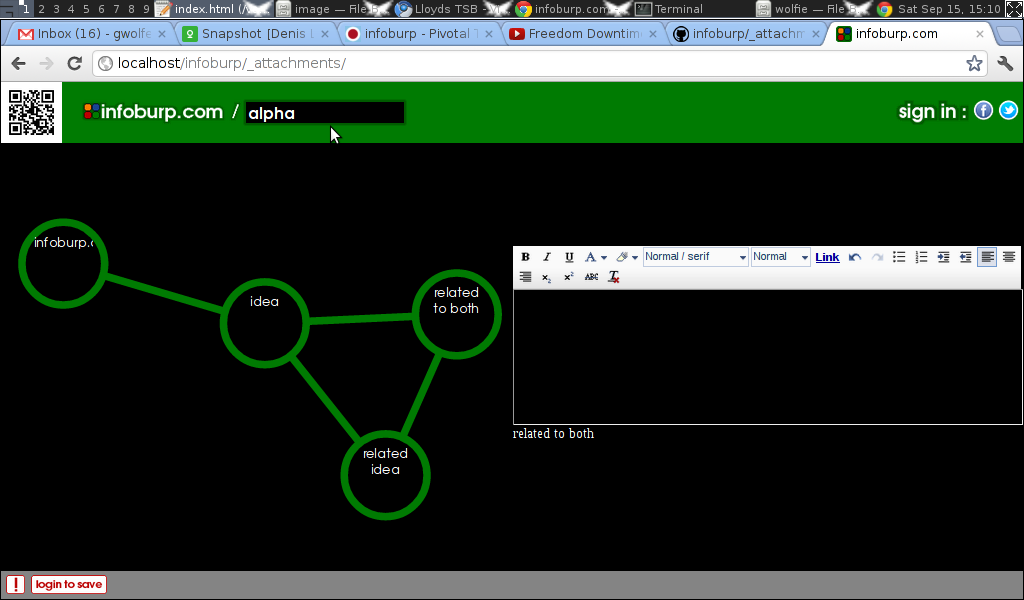 1 2 3 4 5 6 7 8 9 index.html (/ image — File B Lloyds TSB - infoburp.com Terminal wolfie — File B Sat Sep 15, 15:10
Inbox (16) - gwolfe Snapshot [Denis L infoburp - Pivotal T Freedom Downtime infoburp/_attachm infoburp.com
localhost/infoburp/_attachments/
infoburp.com / alpha sign in :
infoburp.c
idea
related
to both
related
idea
B I U A Normal / serif Normal Link
x₂ x² ABC T
related to both
! login to save